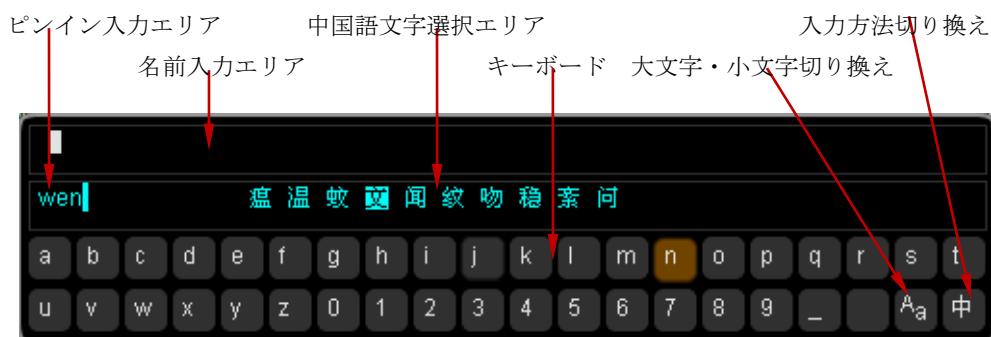 ピンイン入力エリア 中国語文字選択エリア 入力方法切り換え
名前入力エリア キーボード 大文字・小文字切り換え
wen 瘟 温 蚊 文 闻 纹 吻 稳 紊 问
a b c d e f g h i j k l m n o p q r s t
u v w x y z 0 1 2 3 4 5 6 7 8 9 _ Aa 中